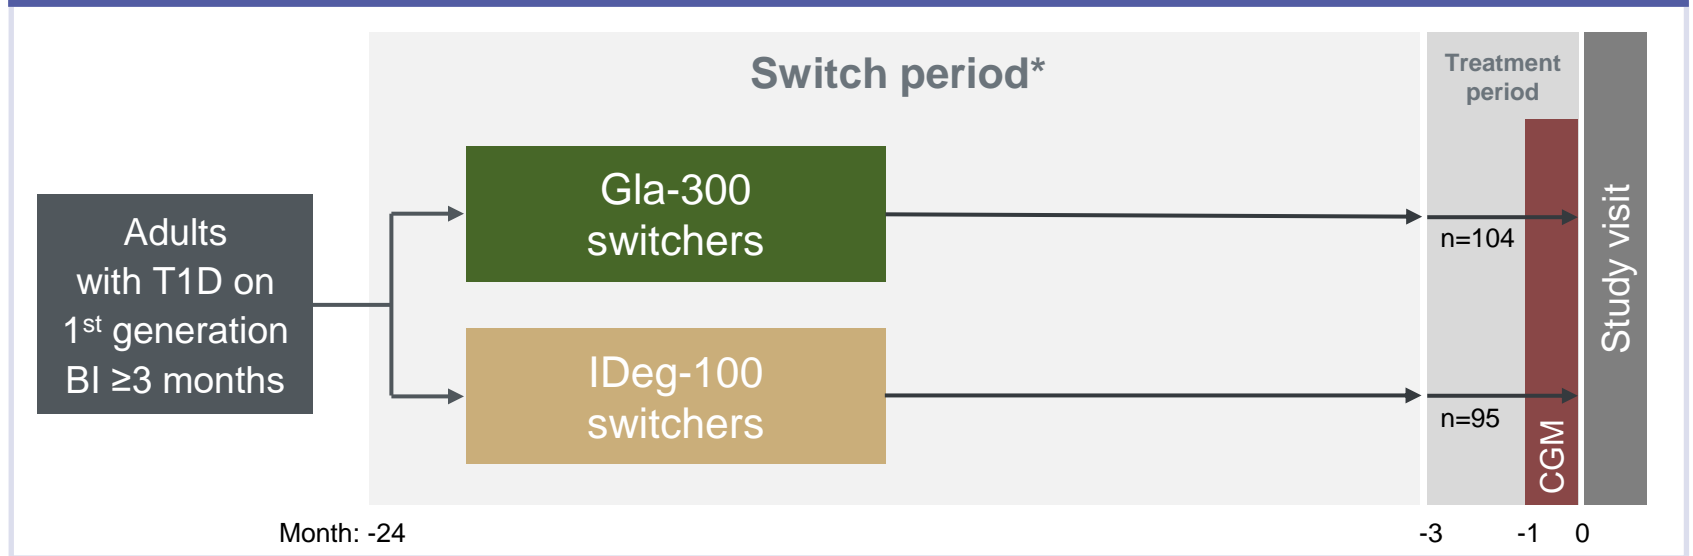 Switch period*
Treatment
period
Adults
with T1D on
1st generation
BI ≥3 months
Gla-300
switchers
IDeg-100
switchers
n=104
n=95
CGM
Study visit
Month: -24
-3
-1
0